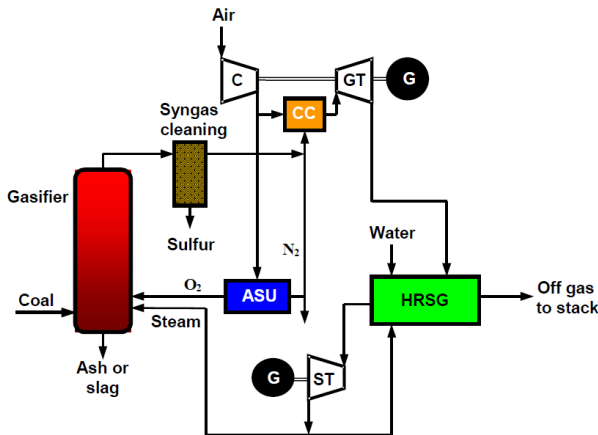 Air
C
GT
G
Syngas
cleaning
CC
Gasifier
Sulfur
N₂
Water
O₂
Coal
ASU
HRSG
Off gas
to stack
Steam
Ash or
slag
G
ST